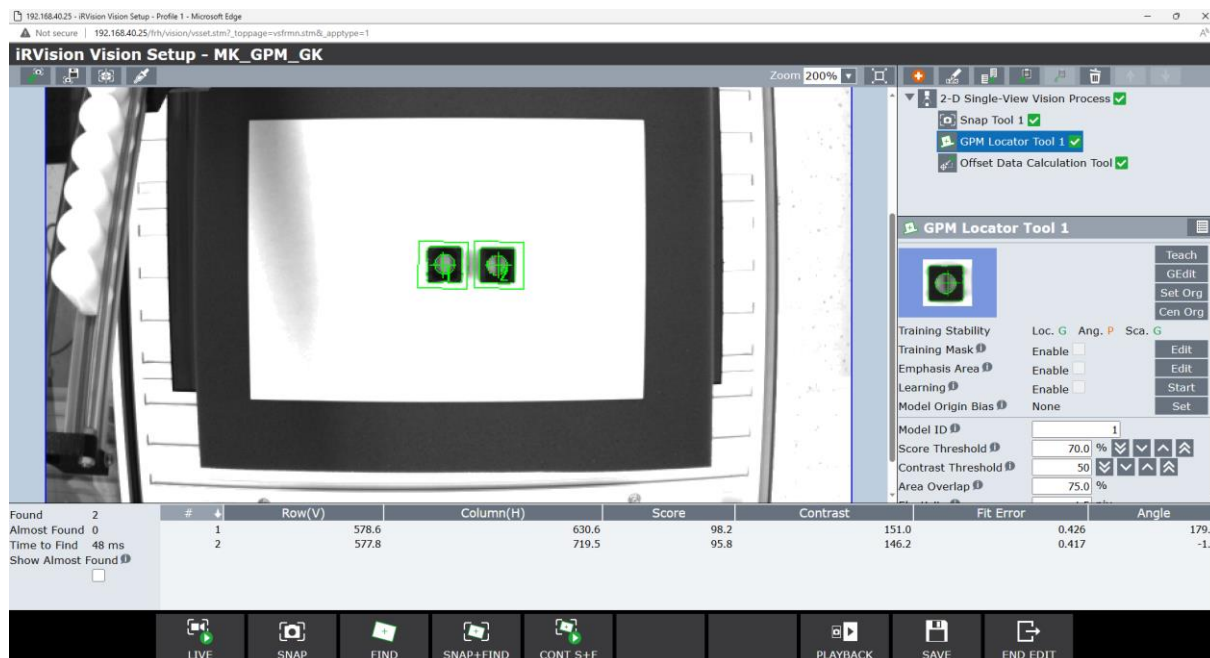 192.168.40.25 - iRVision Vision Setup - Profile 1 - Microsoft Edge
Not secure | 192.168.40.25/frh/vision/vsset.stm?_toppage=vsfrmn.stm&_apptype=1
iRVision Vision Setup - MK_GPM_GK
Zoom 200%
2-D Single-View Vision Process
Snap Tool 1
GPM Locator Tool 1
Offset Data Calculation Tool
1 2
GPM Locator Tool 1
Teach
GEdit
Set Org
Cen Org
Training Stability Loc. G Ang. P Sca. G
Training Mask Enable Edit
Emphasis Area Enable Edit
Learning Enable Start
Model Origin Bias None Set
Model ID 1
Score Threshold 70.0 %
Contrast Threshold 50
Area Overlap 75.0 %
Found 2
Almost Found 0
Time to Find 48 ms
Show Almost Found
# Row(V) Column(H) Score Contrast Fit Error Angle
1 578.6 630.6 98.2 151.0 0.426 179.
2 577.8 719.5 95.8 146.2 0.417 -1.
LIVE SNAP FIND SNAP+FIND CONT S+F PLAYBACK SAVE END EDIT